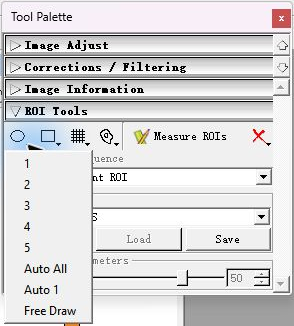 Tool Palette
Image Adjust
Corrections / Filtering
Image Information
ROI Tools
Measure ROIs
1
2
3
4
5
Auto All
Auto 1
Free Draw
uence
nt ROI
S
Load
Save
meters
50